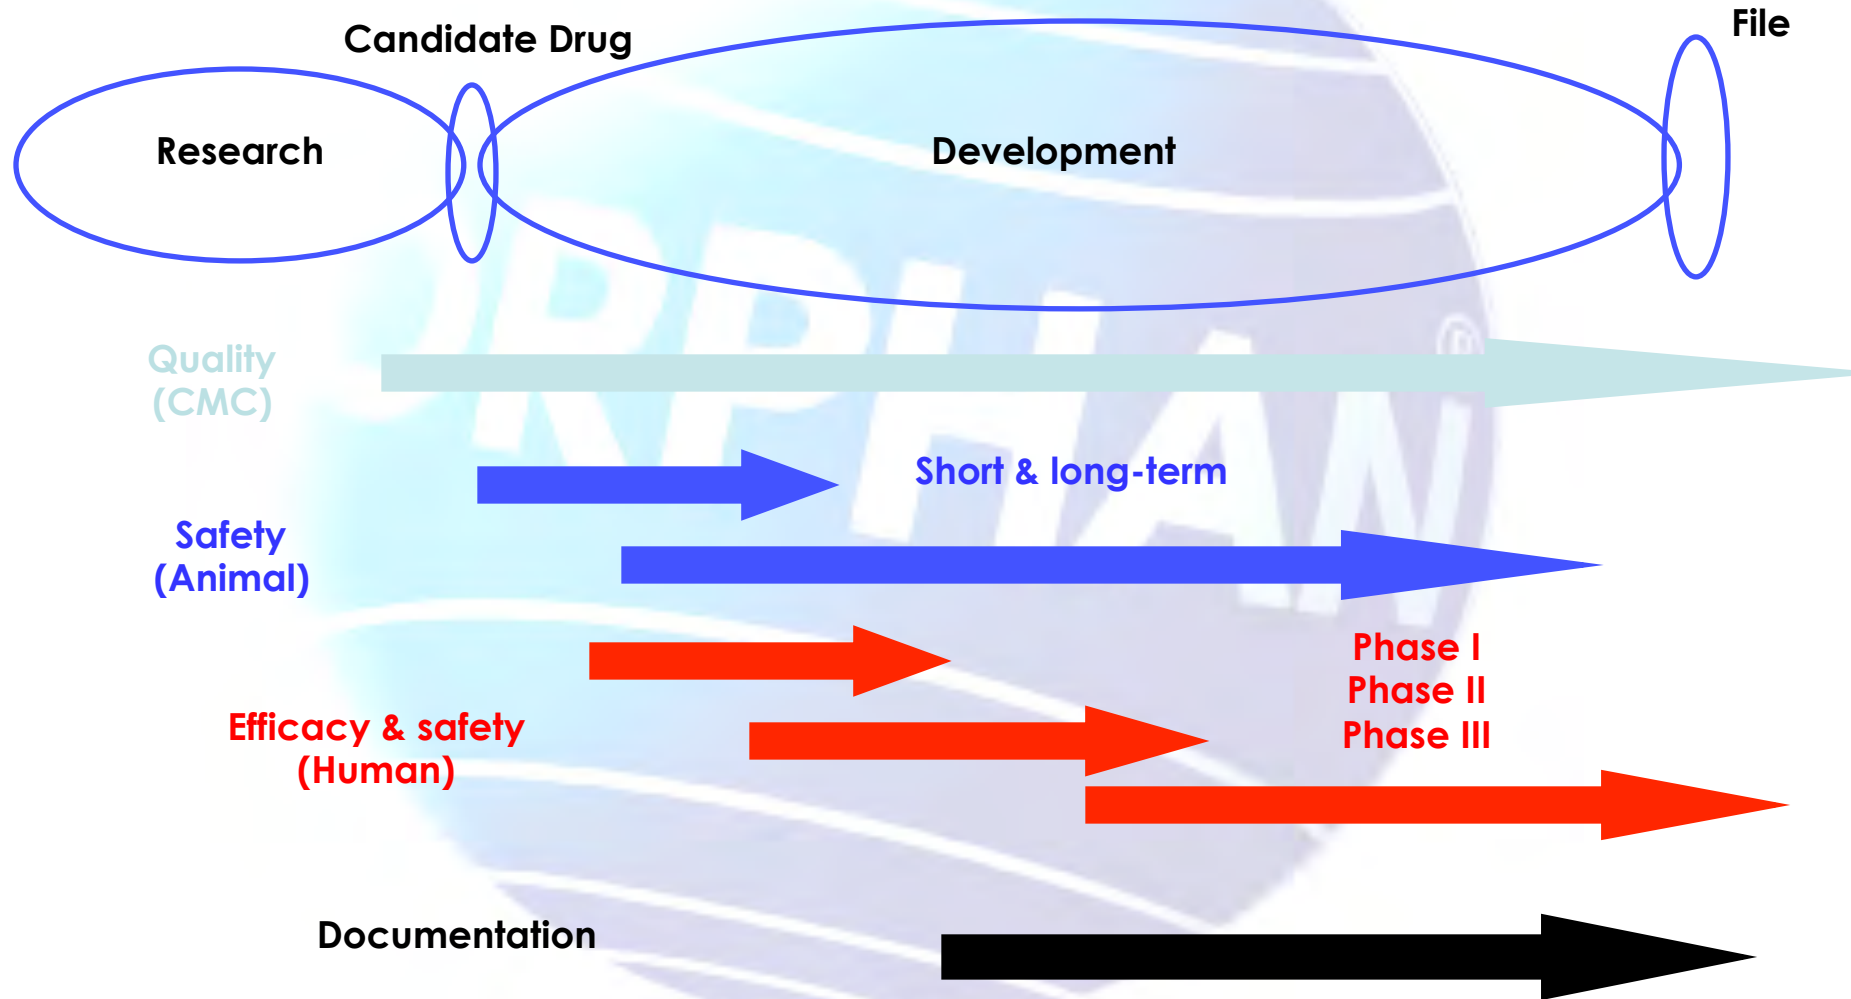 File
Candidate Drug
Research
Development
ORPHAN®
Quality
(CMC)
Short & long-term
Safety
(Animal)
Phase I
Phase II
Phase III
Efficacy & safety
(Human)
Documentation